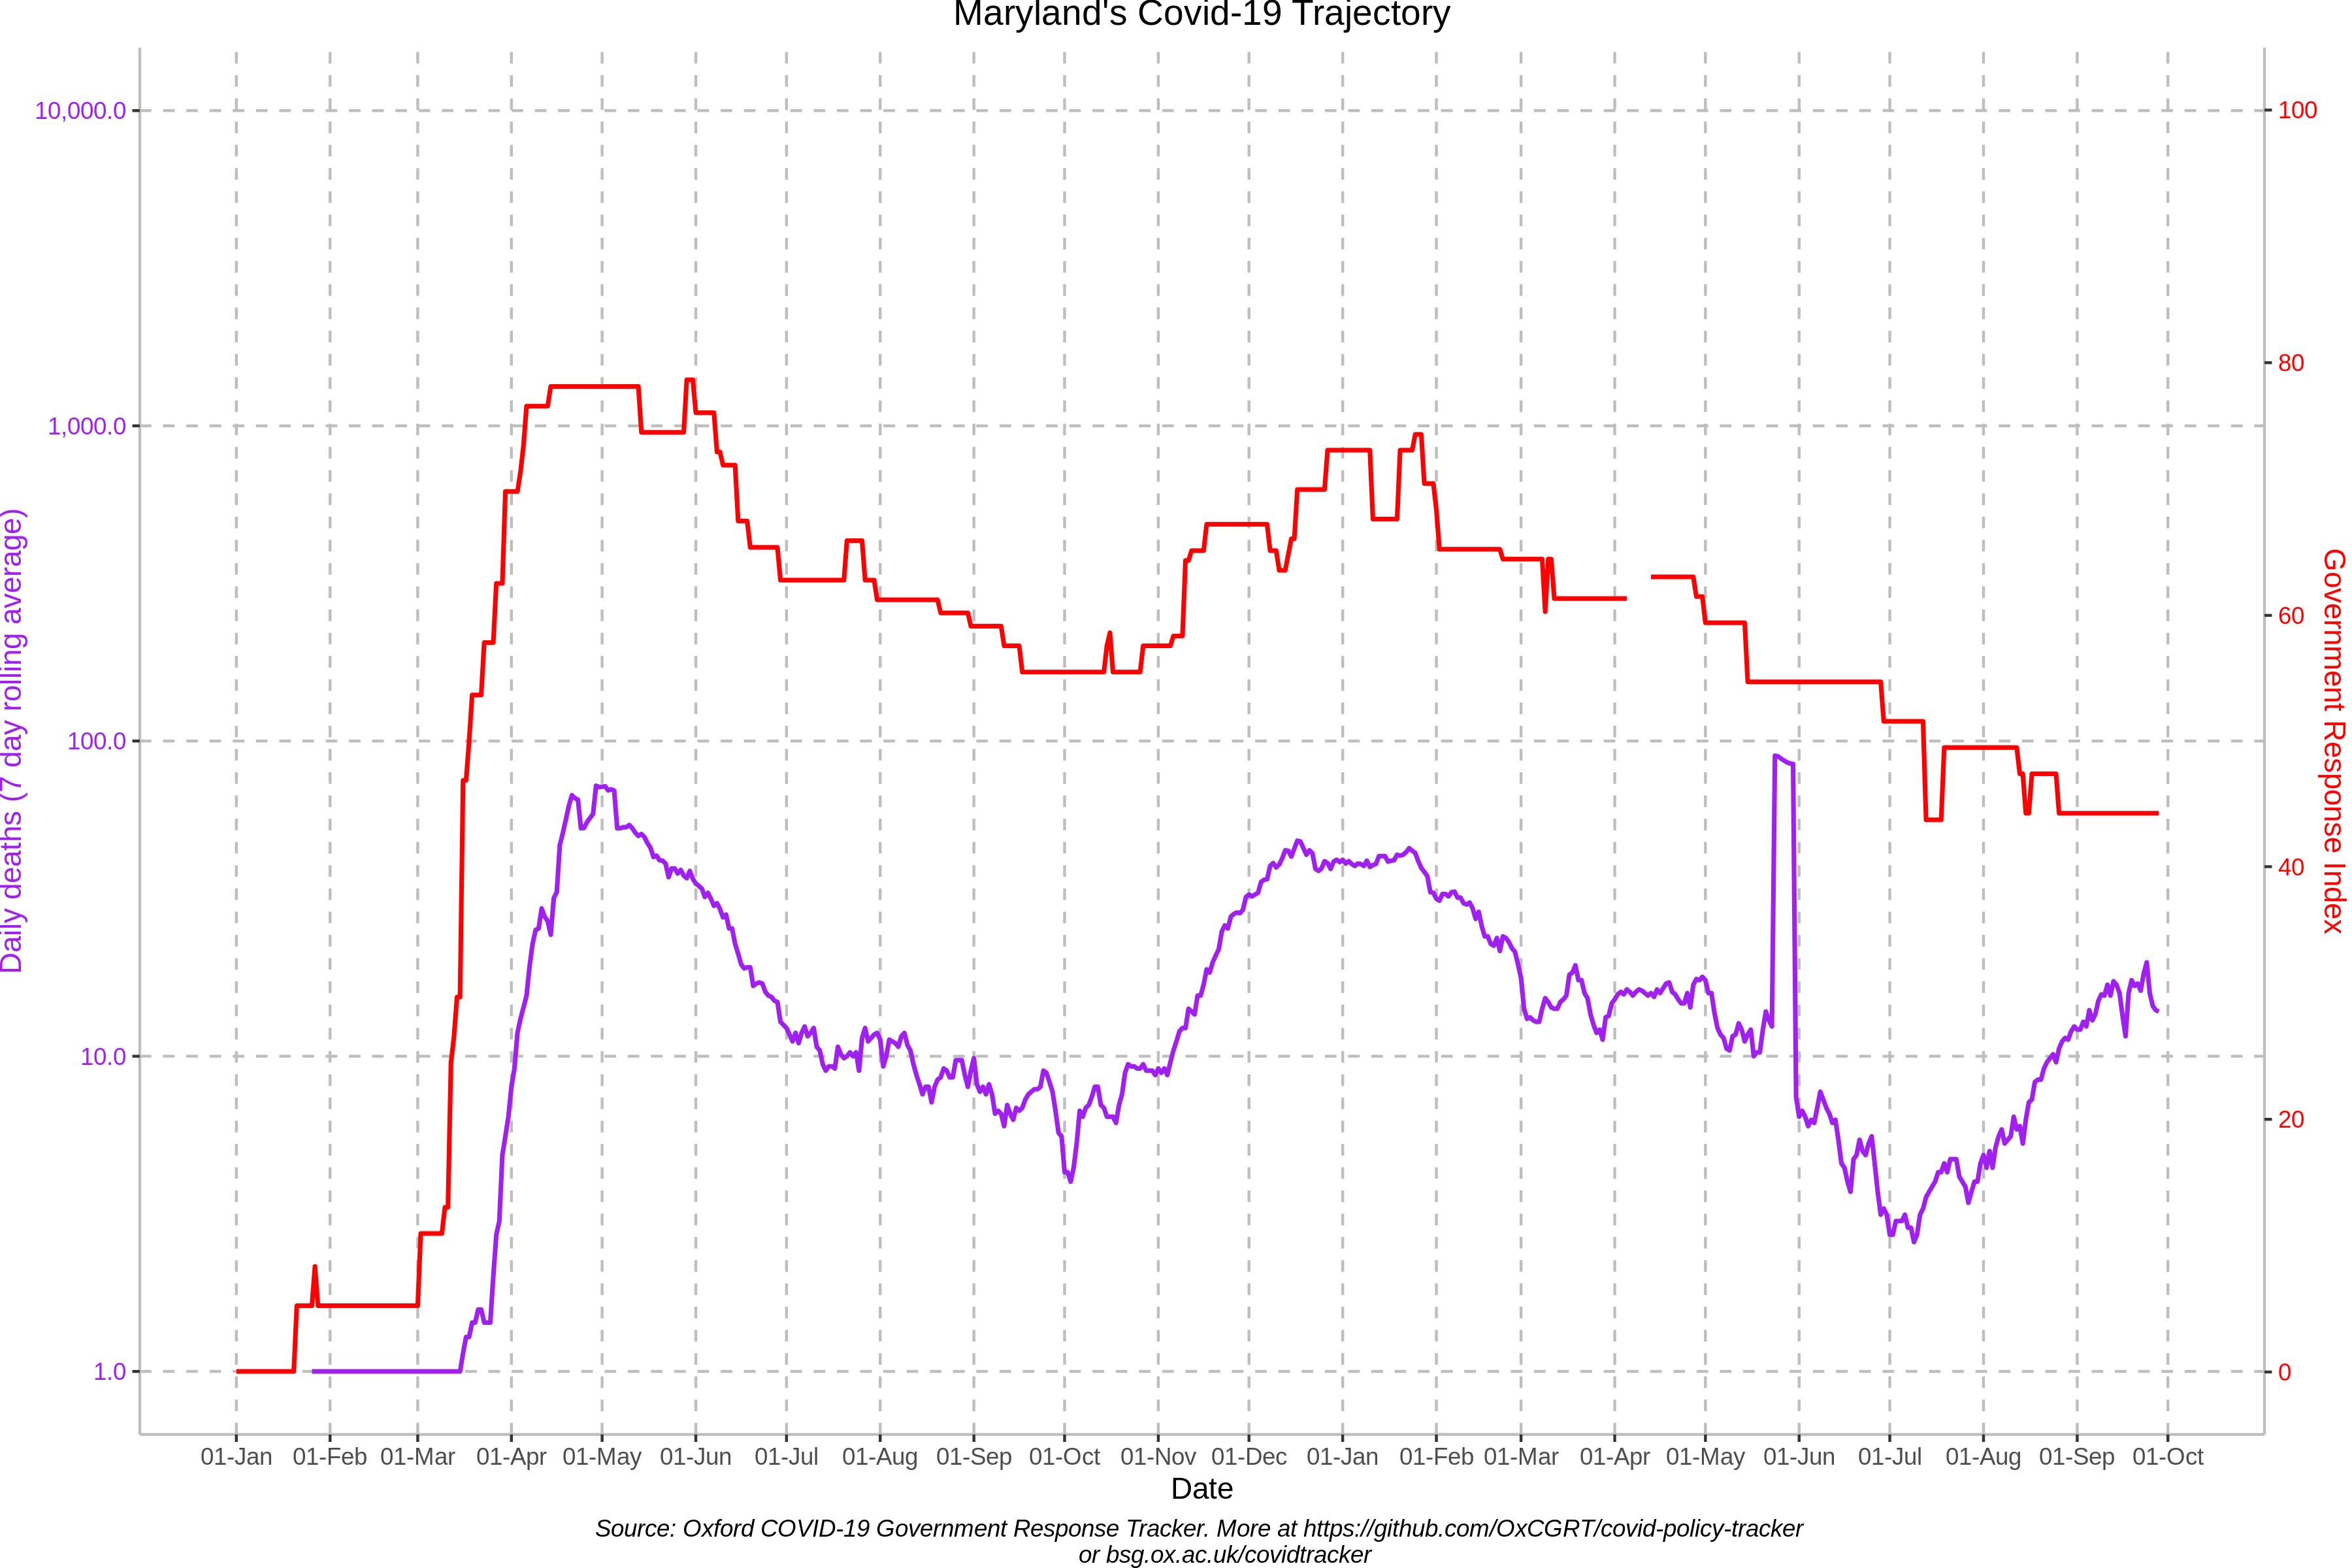 Maryland's Covid-19 Trajectory
10,000.0
1,000.0
100.0
10.0
1.0
Daily deaths (7 day rolling average)
100
80
60
40
20
0
Government Response Index
01-Jan 01-Feb 01-Mar 01-Apr 01-May 01-Jun 01-Jul 01-Aug 01-Sep 01-Oct 01-Nov 01-Dec 01-Jan 01-Feb 01-Mar 01-Apr 01-May 01-Jun 01-Jul 01-Aug 01-Sep 01-Oct
Date
Source: Oxford COVID-19 Government Response Tracker. More at https://github.com/OxCGRT/covid-policy-tracker
or bsg.ox.ac.uk/covidtracker